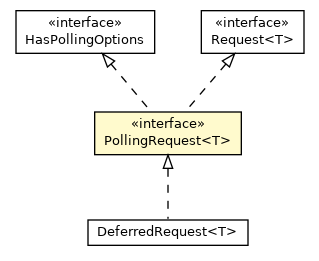 «interface»
HasPollingOptions
«interface»
Request<T>
«interface»
PollingRequest<T>
DeferredRequest<T>